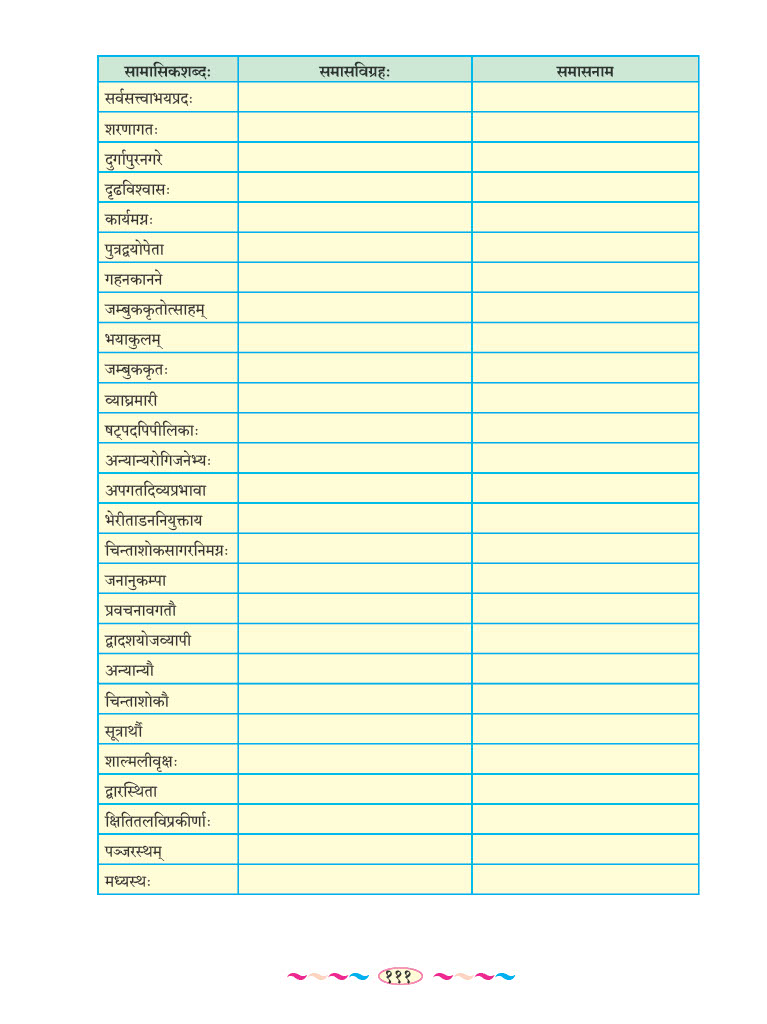 सामासिकशब्दः समासविग्रहः समासनाम
सर्वसत्त्वाभयप्रदः
शरणागतः
दुर्गापुरनगरे
दृढविश्वासः
कार्यमग्नः
पुत्रद्वयोपेता
गहनकानने
जम्बुककृतोत्साहम्
भयाकुलम्
जम्बुककृतः
व्याघ्रमारी
षट्पदपिपीलिकाः
अन्यान्यरोगिजनेभ्यः
अपगतदिव्यप्रभावा
भेरीताडननियुक्ताय
चिन्ताशोकसागरनिमग्नः
जनानुकम्पा
प्रवचनावगतौ
द्वादशयोजव्यापी
अन्यान्यौ
चिन्ताशोकौ
सूत्रार्थौ
शाल्मलीवृक्षः
द्वारस्थिता
क्षितितलविप्रकीर्णाः
पञ्जरस्थम्
मध्यस्थः
१११